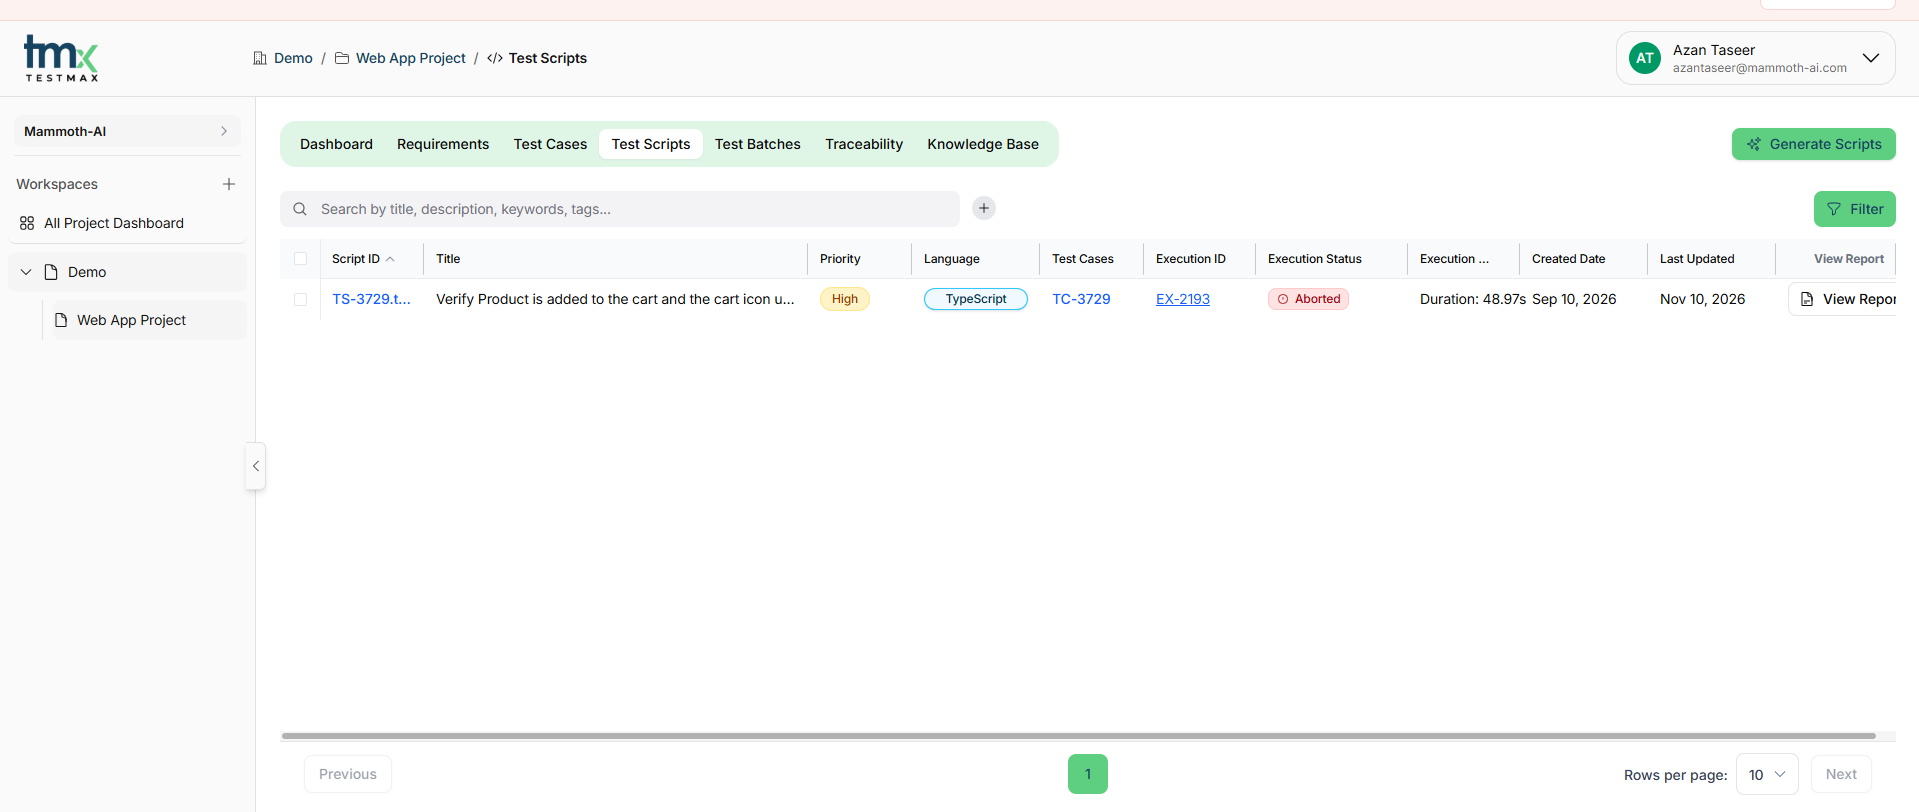 tmx
TESTMAX
Demo / Web App Project / Test Scripts
AT
Azan Taseer
azantaseer@mammoth-ai.com
Mammoth-AI
Workspaces
All Project Dashboard
Demo
Web App Project
Dashboard Requirements Test Cases Test Scripts Test Batches Traceability Knowledge Base
Generate Scripts
Search by title, description, keywords, tags...
Filter
Script ID Title Priority Language Test Cases Execution ID Execution Status Execution ... Created Date Last Updated View Report
TS-3729.t... Verify Product is added to the cart and the cart icon u... High TypeScript TC-3729 EX-2193 Aborted Duration: 48.97s Sep 10, 2026 Nov 10, 2026 View Repor
Previous 1 Rows per page: 10 Next